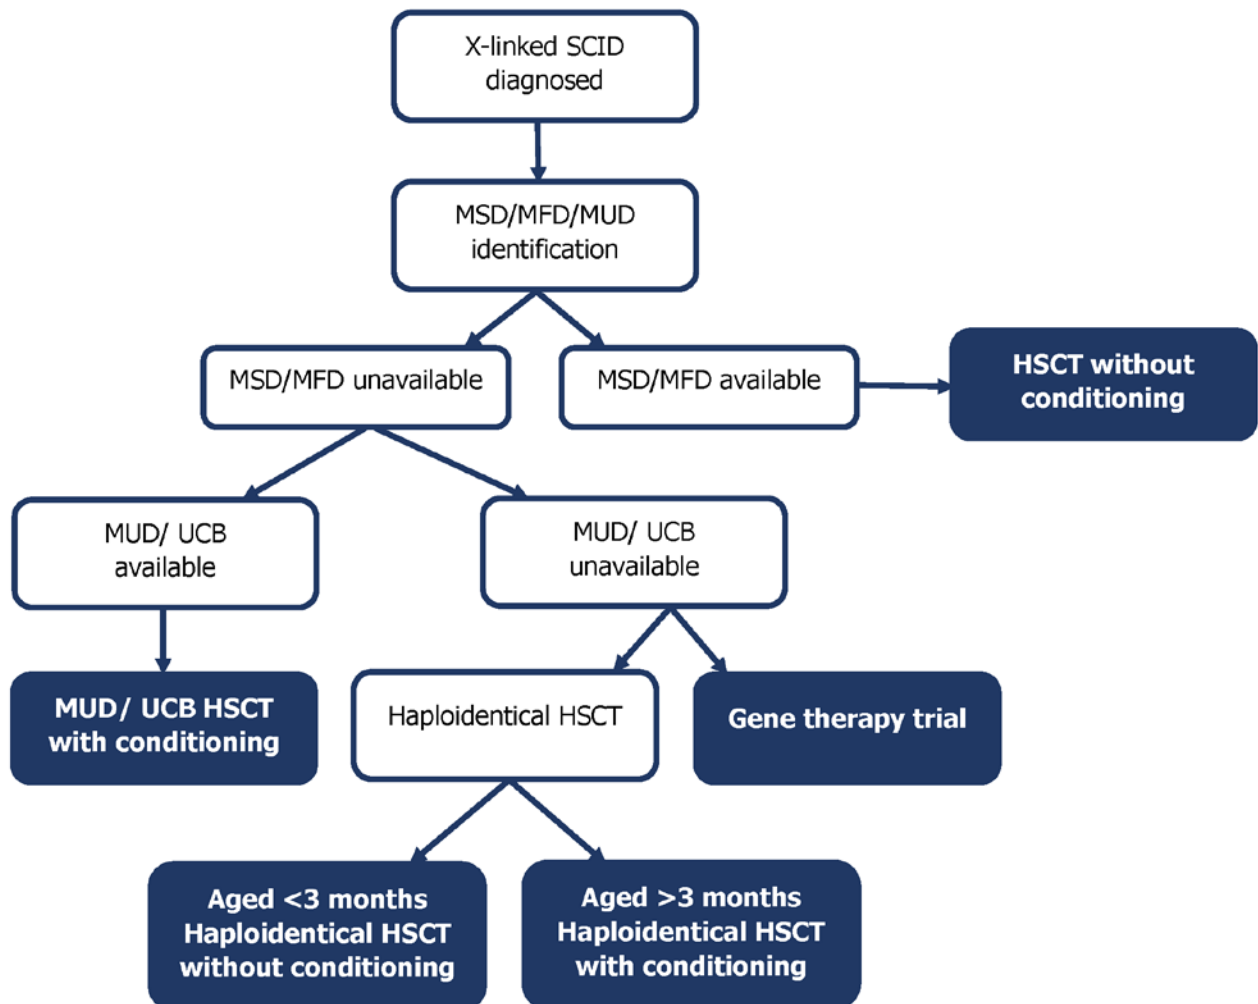 X-linked SCID
diagnosed
MSD/MFD/MUD
identification
MSD/MFD unavailable
MSD/MFD available
HSCT without
conditioning
MUD/ UCB
available
MUD/ UCB
unavailable
MUD/ UCB HSCT
with conditioning
Haploidentical HSCT
Gene therapy trial
Aged <3 months
Haploidentical HSCT
without conditioning
Aged >3 months
Haploidentical HSCT
with conditioning